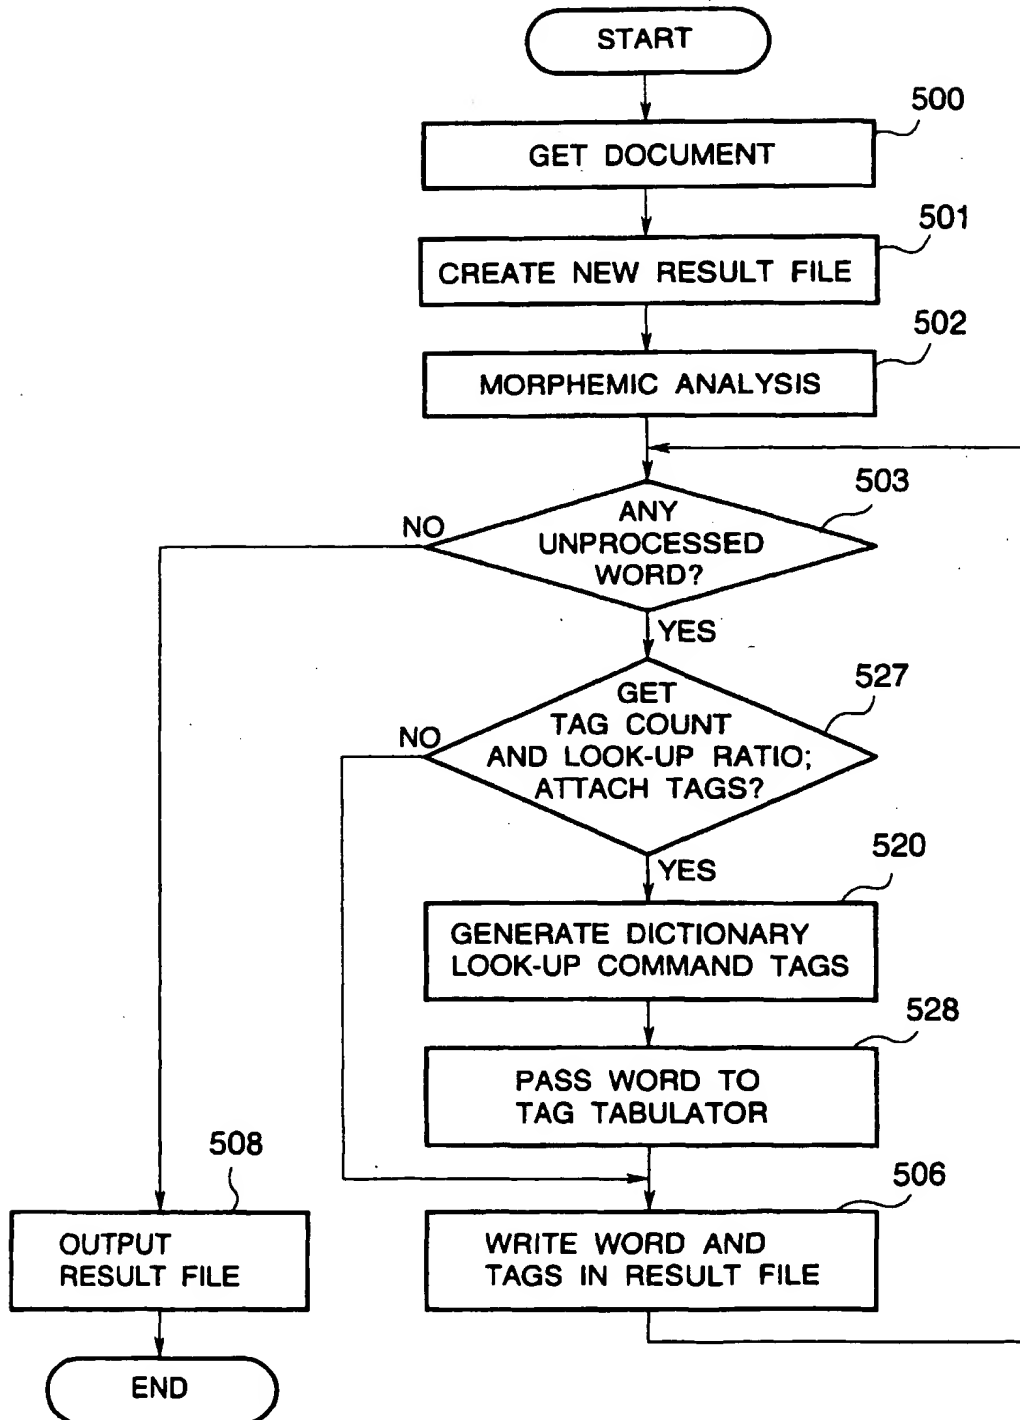 START
500
GET DOCUMENT
501
CREATE NEW RESULT FILE
502
MORPHEMIC ANALYSIS
503
NO
ANY
UNPROCESSED
WORD?
YES
527
NO
GET
TAG COUNT
AND LOOK-UP RATIO;
ATTACH TAGS?
YES
520
GENERATE DICTIONARY
LOOK-UP COMMAND TAGS
528
PASS WORD TO
TAG TABULATOR
508
506
OUTPUT
RESULT FILE
WRITE WORD AND
TAGS IN RESULT FILE
END